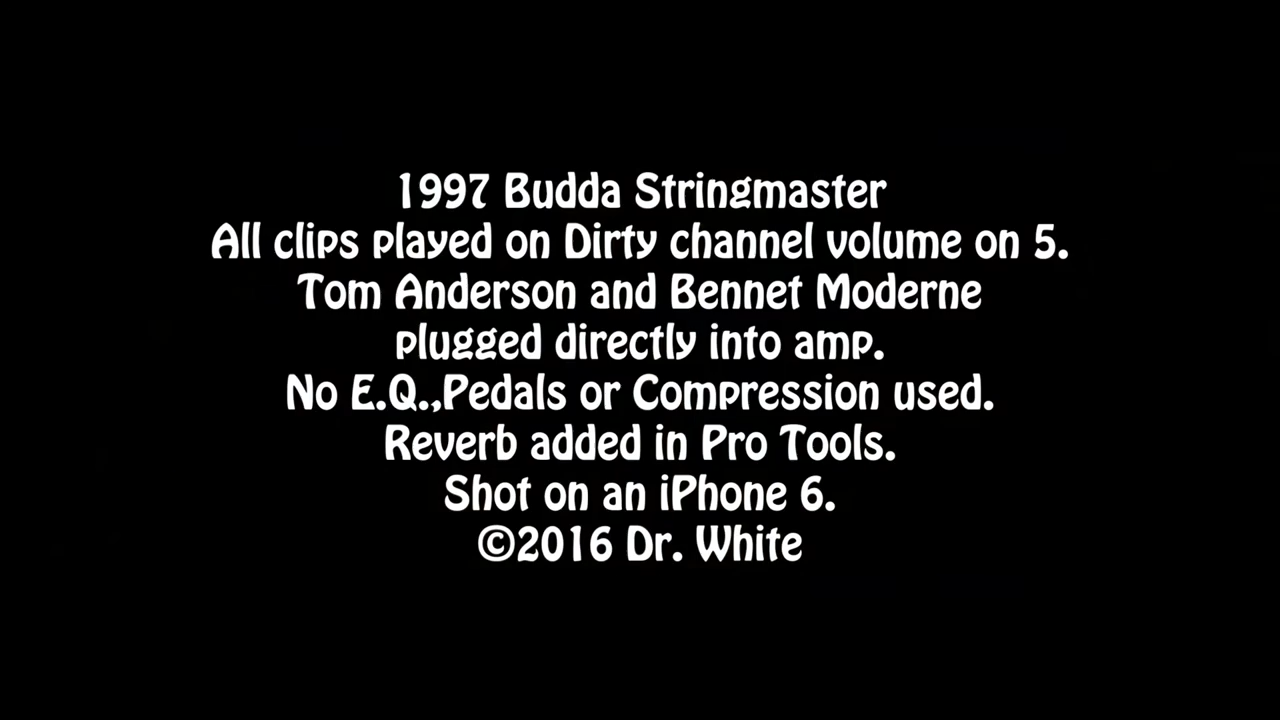 1997 Budda Stringmaster
All clips played on Dirty channel volume on 5.
Tom Anderson and Bennet Moderne
plugged directly into amp.
No E.Q.,Pedals or Compression used.
Reverb added in Pro Tools.
Shot on an iPhone 6.
©2016 Dr. White